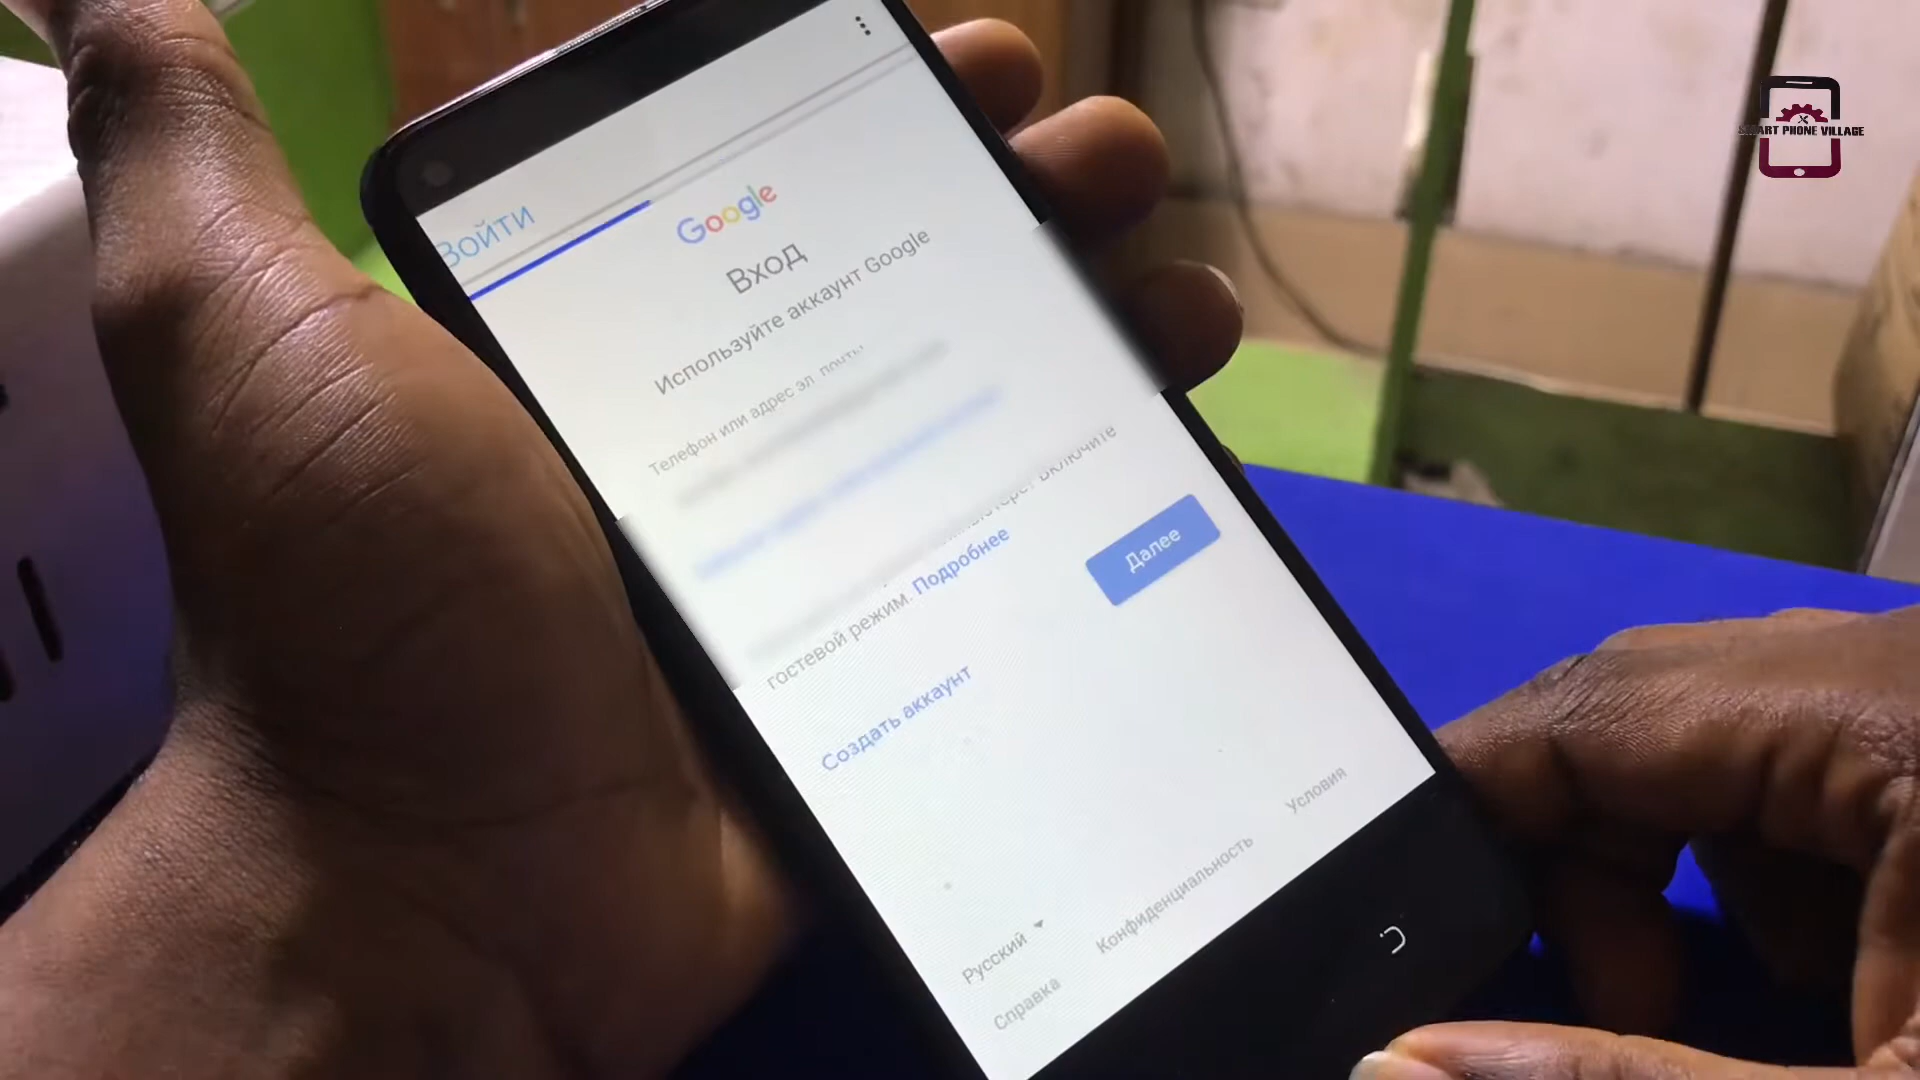 ВОЙТИ
Google
Вход
Используйте аккаунт Google
Телефон или адрес эл. почты
Включите
гостевой режим. Подробнее
Далее
Создать аккаунт
Русский
Справка
Конфиденциальность
Условия
SMART PHONE VILLAGE